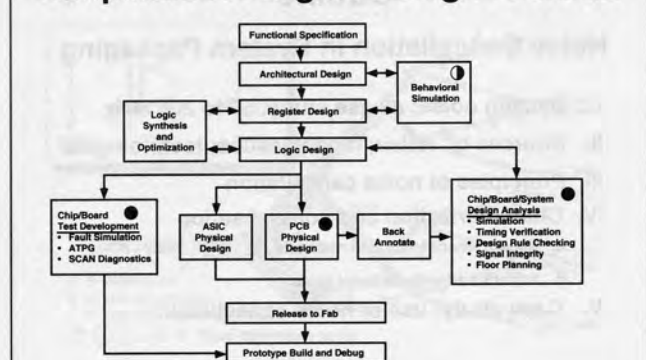 Functional Specification
Architectural Design
Behavioral
Simulation
Logic
Synthesis
and
Optimization
Register Design
Logic Design
Chip/Board
Test Development
• Fault Simulation
• ATPG
• SCAN Diagnostics
ASIC
Physical
Design
PCB
Physical
Design
Back
Annotate
Chip/Board/System
Design Analysis
• Simulation
• Timing Verification
• Design Rule Checking
• Signal Integrity
• Floor Planning
Release to Fab
Prototype Build and Debug